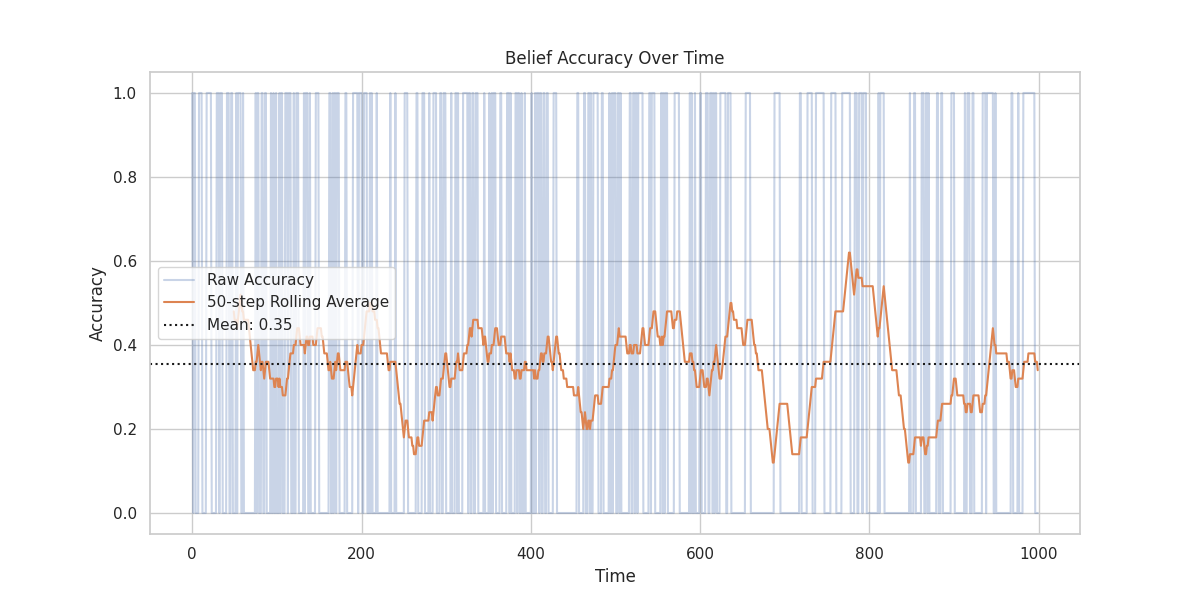 Belief Accuracy Over Time
1.0
0.8
0.6
0.4
0.2
0.0
Accuracy
Raw Accuracy
50-step Rolling Average
Mean: 0.35
0
200
400
600
800
1000
Time